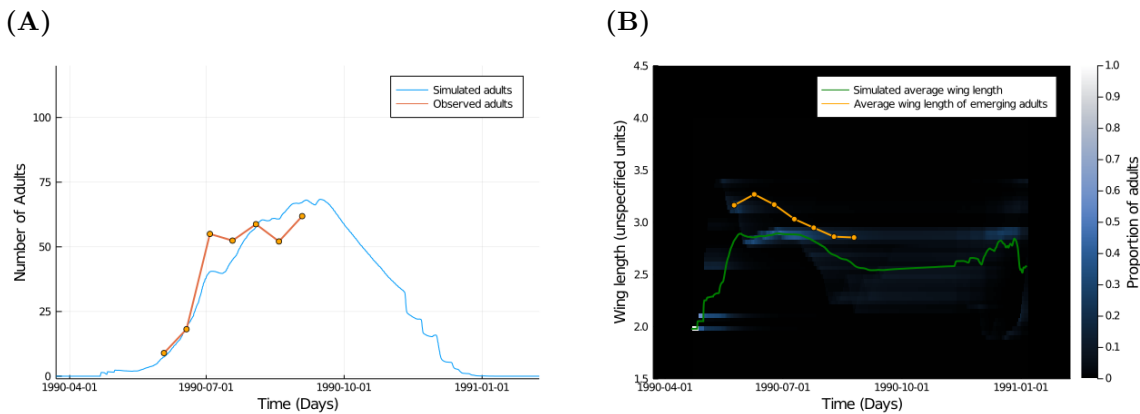 (A)
(B)
Simulated adults
Observed adults
100
75
50
25
0
Number of Adults
1990-04-01
1990-07-01
1990-10-01
1991-01-01
Time (Days)
Simulated average wing length
Average wing length of emerging adults
4.5
4.0
3.5
3.0
2.5
2.0
1.5
Wing length (unspecified units)
1990-04-01
1990-07-01
1990-10-01
1991-01-01
Time (Days)
1.0
0.9
0.8
0.7
0.6
0.5
0.4
0.3
0.2
0.1
0
Proportion of adults